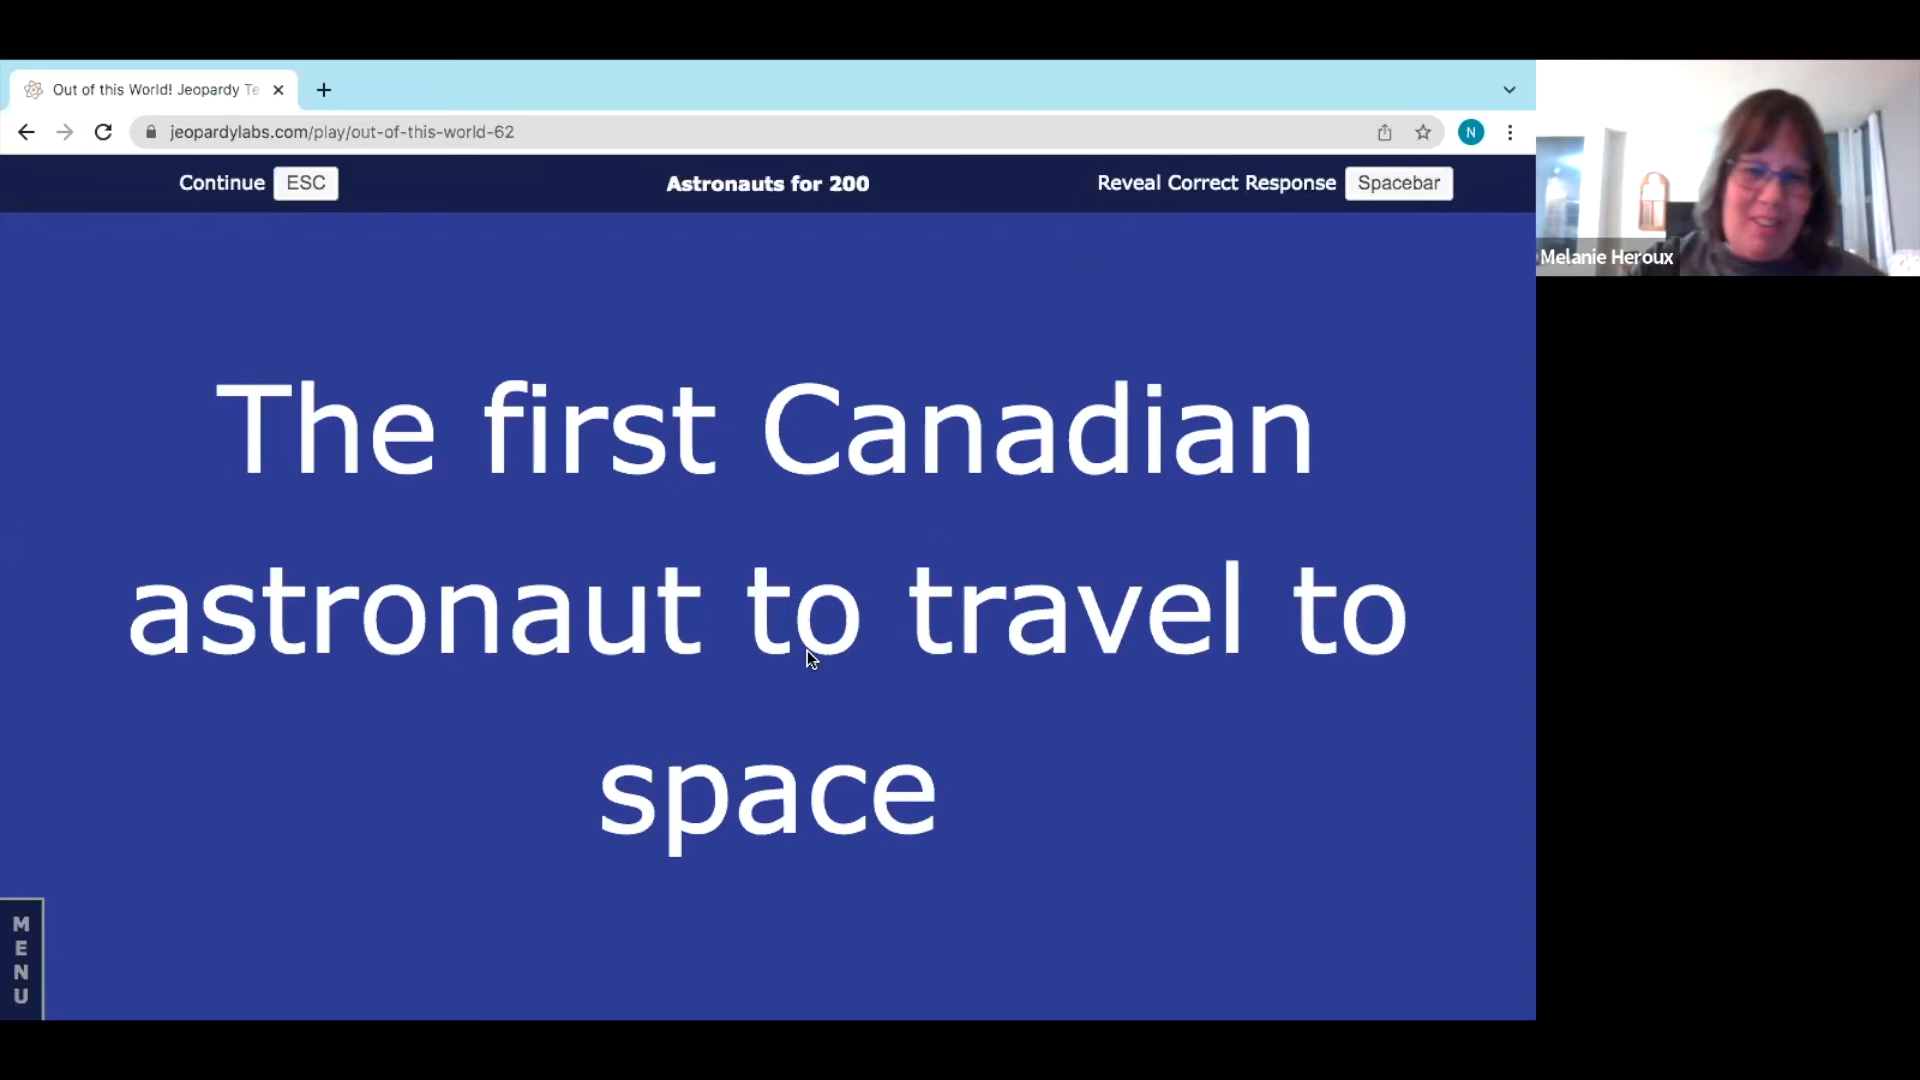 Out of this World! Jeopardy Te
jeopardylabs.com/play/out-of-this-world-62
N
Continue ESC
Astronauts for 200
Reveal Correct Response Spacebar
Melanie Heroux
The first Canadian
astronaut to travel to
space
MENU